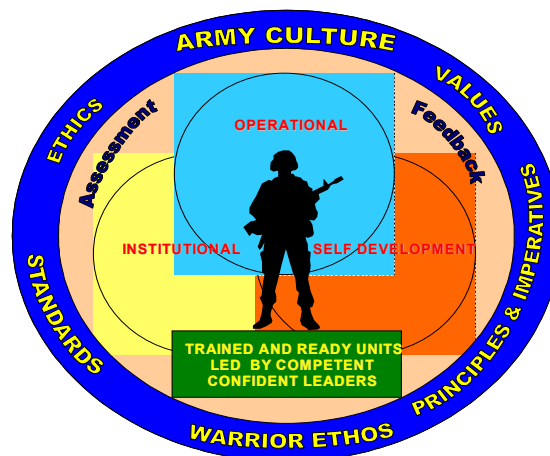 ARMY CULTURE
ETHICS
VALUES
Assessment
Feedback
OPERATIONAL
INSTITUTIONAL
SELF DEVELOPMENT
STANDARDS
PRINCIPLES & IMPERATIVES
TRAINED AND READY UNITS
LED BY COMPETENT
CONFIDENT LEADERS
WARRIOR ETHOS